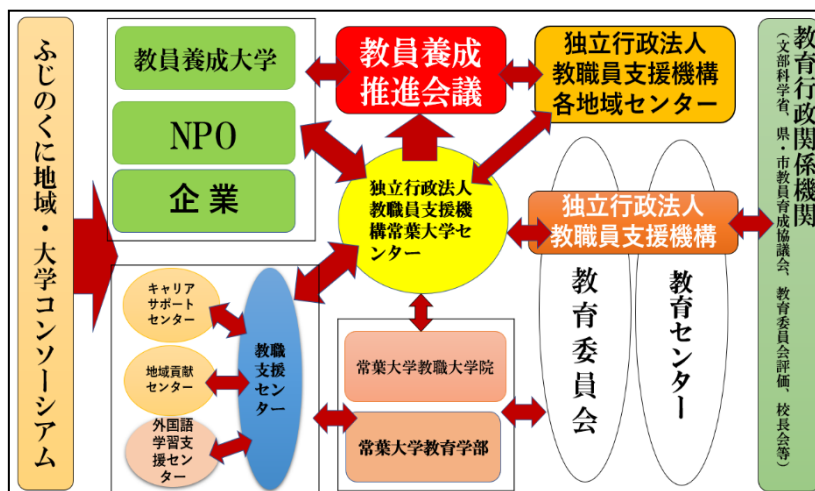 ふじのくに地域・大学コンソーシアム
教員養成大学
NPO
企業
教員養成
推進会議
独立行政法人
教職員支援機構
各地域センター
独立行政法人
教職員支援機
構常葉大学セ
ンター
独立行政法人
教職員支援機構
教育委員会
教育センター
キャリア
サポート
センター
地域貢献
センター
外国語
学習支
援セン
ター
教職
支援センター
常葉大学教職大学院
常葉大学教育学部
教育行政関係機関
(文部科学省、県・市教員育成協議会、教育委員会評価、校長会等)